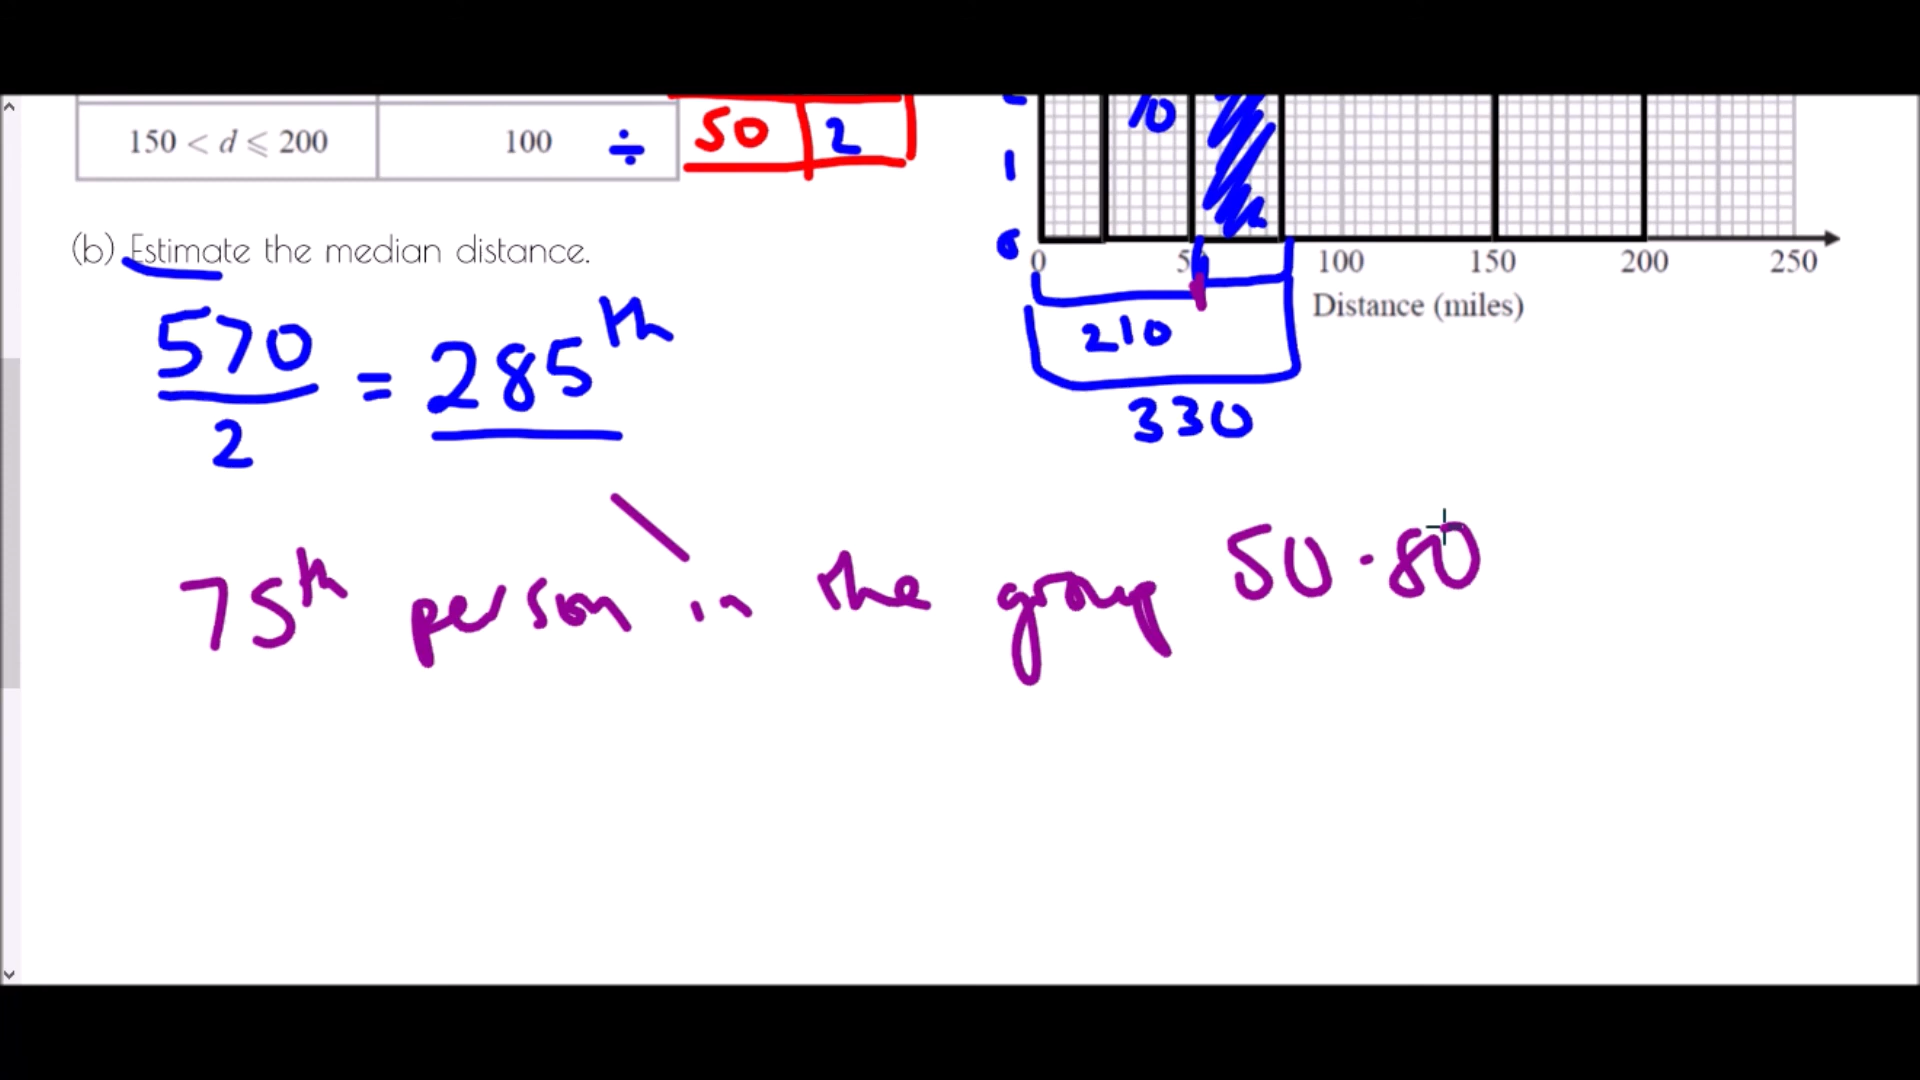 150 < d ⩽ 200 100 ÷ 50 2
10
1
0
(b) Estimate the median distance.
0 50 100 150 200 250
Distance (miles)
210
330
570/2 = 285th
75th person in the group 50-80